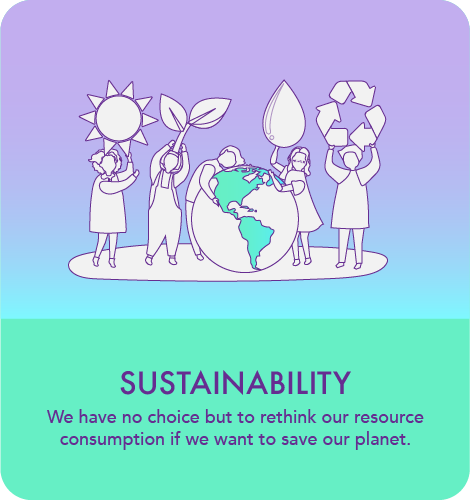 SUSTAINABILITY
We have no choice but to rethink our resource
consumption if we want to save our planet.